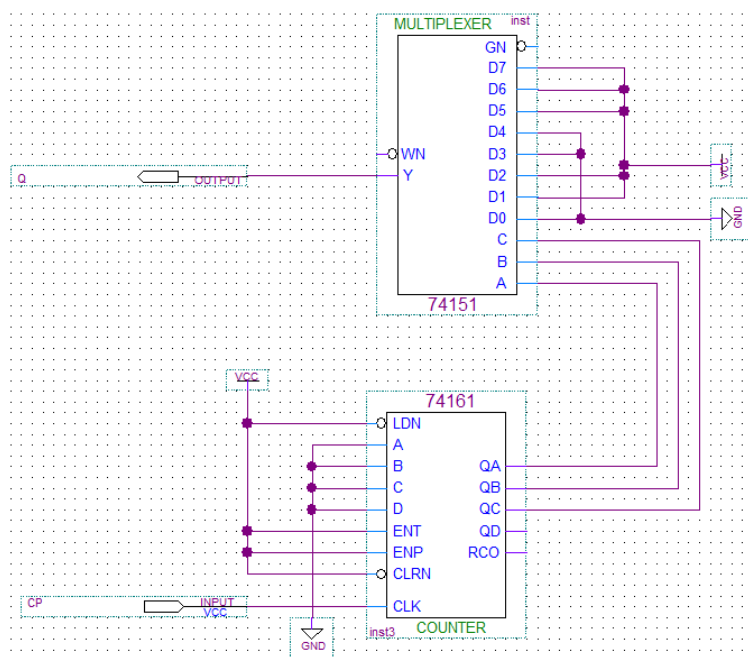 MULTIPLEXER inst
GN
D7
D6
D5
D4
WN D3
Q OUTPUT Y D2
VCC
D1
D0
GND
C
B
A
74151
VCC
74161
LDN
A QA
B QB
C QC
D QD
ENT
ENP RCO
CLRN
CP INPUT CLK
VCC
inst3 COUNTER
GND